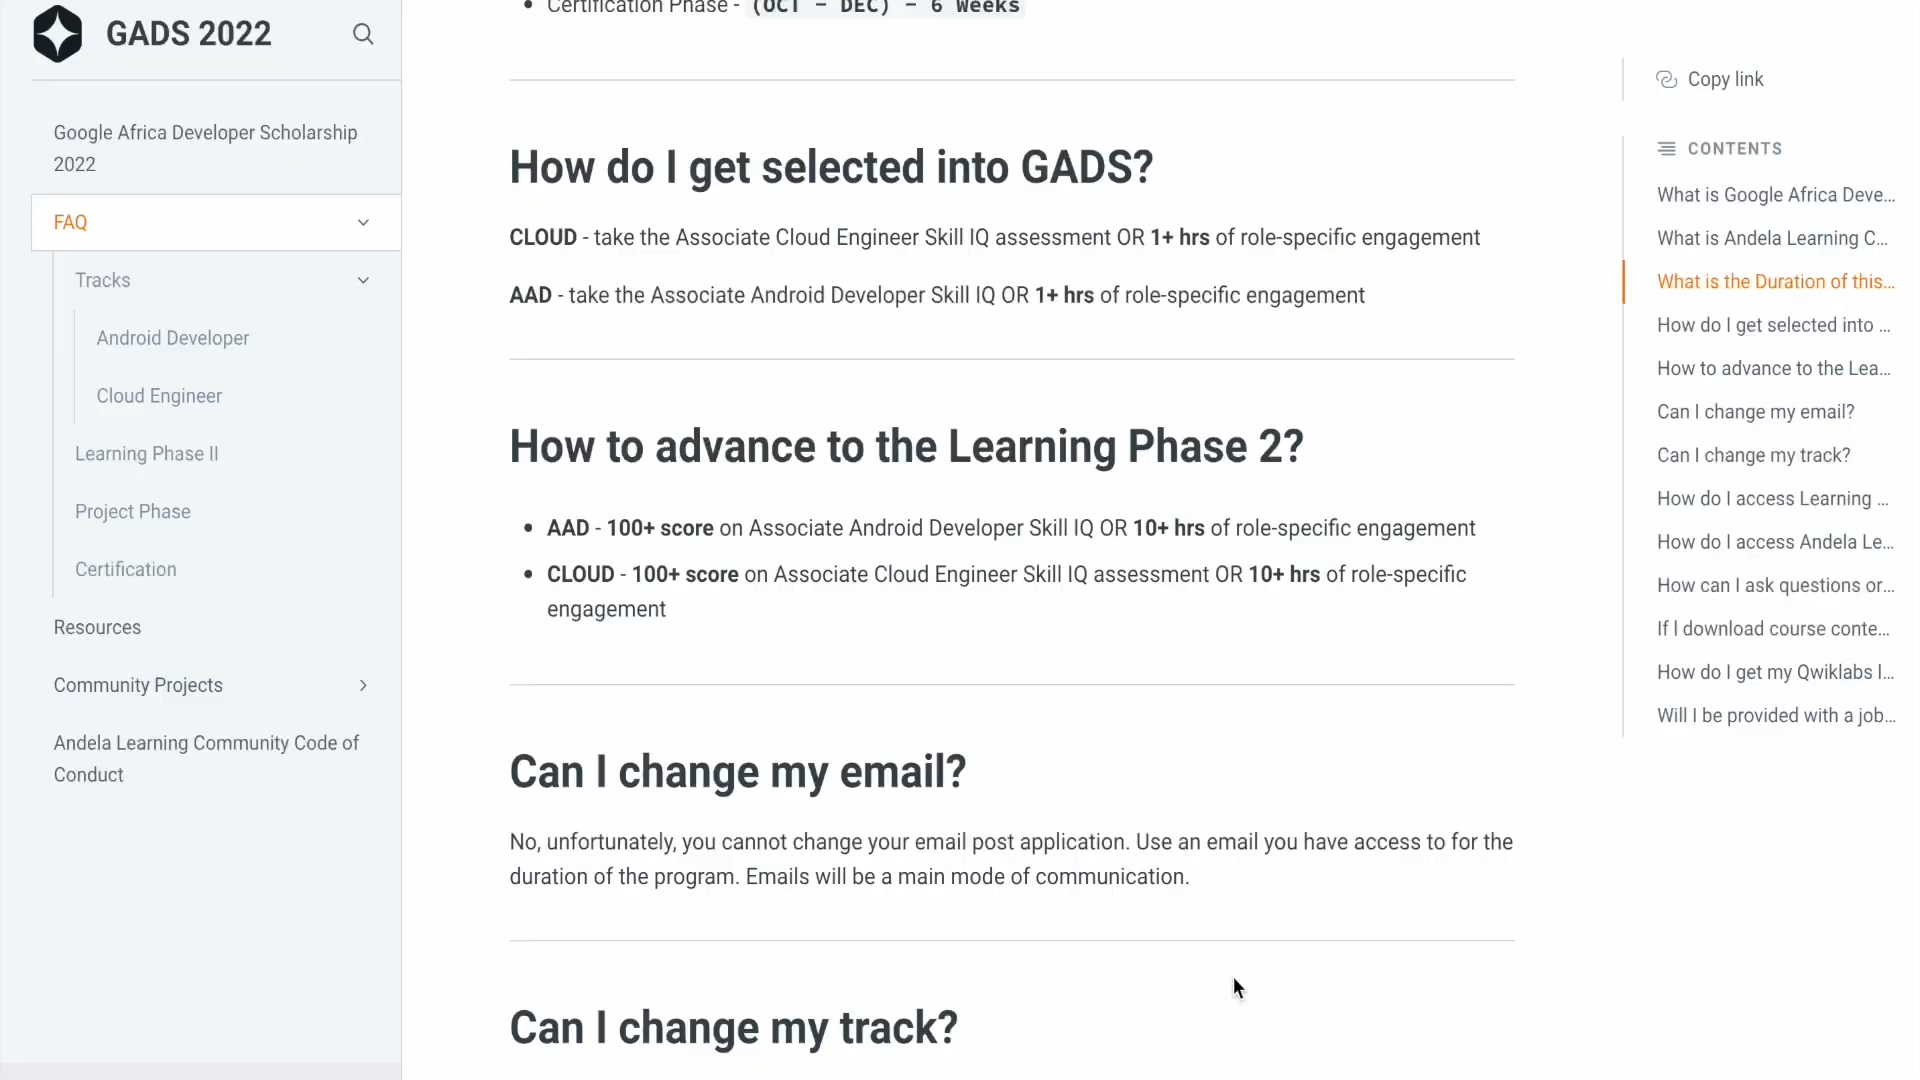 GADS 2022
Google Africa Developer Scholarship
2022
FAQ
Tracks
Android Developer
Cloud Engineer
Learning Phase II
Project Phase
Certification
Resources
Community Projects
Andela Learning Community Code of
Conduct
• Certification Phase - (OCT - DEC) - 6 Weeks
How do I get selected into GADS?
CLOUD - take the Associate Cloud Engineer Skill IQ assessment OR 1+ hrs of role-specific engagement
AAD - take the Associate Android Developer Skill IQ OR 1+ hrs of role-specific engagement
How to advance to the Learning Phase 2?
• AAD - 100+ score on Associate Android Developer Skill IQ OR 10+ hrs of role-specific engagement
• CLOUD - 100+ score on Associate Cloud Engineer Skill IQ assessment OR 10+ hrs of role-specific
engagement
Can I change my email?
No, unfortunately, you cannot change your email post application. Use an email you have access to for the
duration of the program. Emails will be a main mode of communication.
Can I change my track?
Copy link
CONTENTS
What is Google Africa Deve...
What is Andela Learning C...
What is the Duration of this...
How do I get selected into ...
How to advance to the Lea...
Can I change my email?
Can I change my track?
How do I access Learning ...
How do I access Andela Le...
How can I ask questions or...
If I download course conte...
How do I get my Qwiklabs l...
Will I be provided with a job...